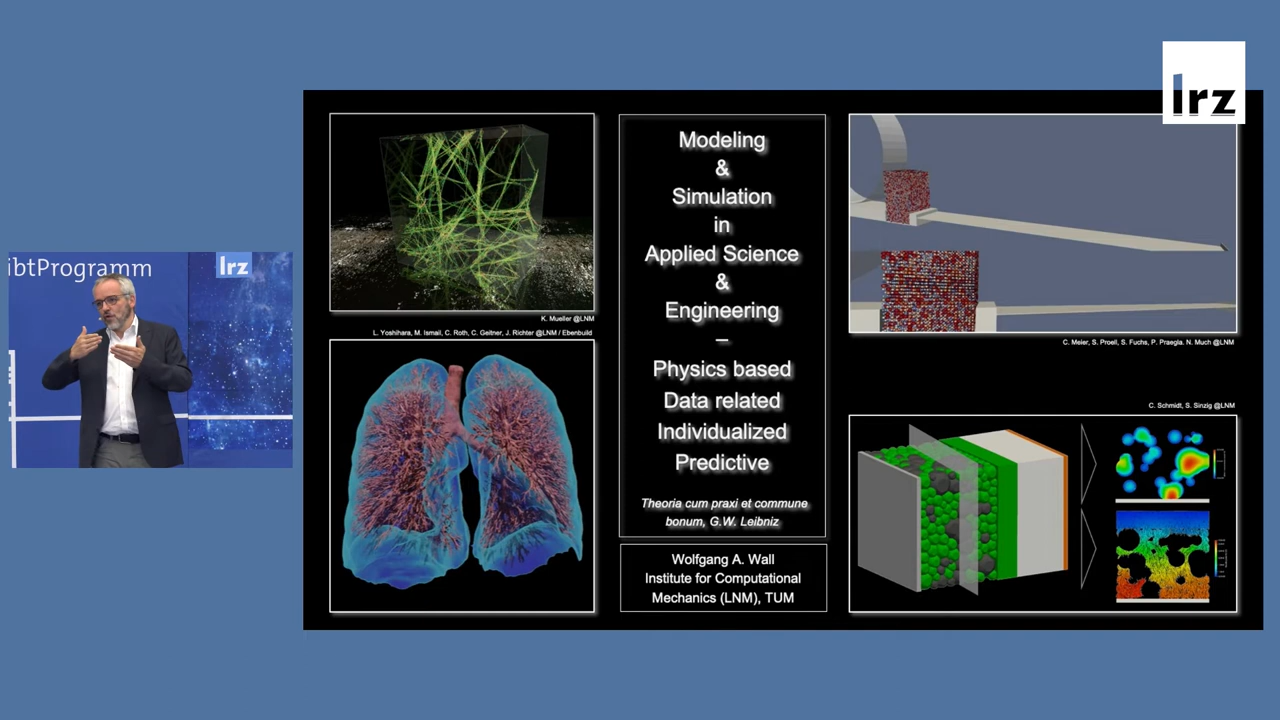 lrz
ibtProgramm
lrz
K. Mueller @LNM
L. Yoshihara, M. Ismail, C. Roth, C. Geitner, J. Richter @LNM / Ebenbuild
Modeling
&
Simulation
in
Applied Science
&
Engineering
–
Physics based
Data related
Individualized
Predictive
Theoria cum praxi et commune
bonum, G.W. Leibniz
Wolfgang A. Wall
Institute for Computational
Mechanics (LNM), TUM
C. Meier, S. Proell, S. Fuchs, P. Praegla. N. Much @LNM
C. Schmidt, S. Sinzig @LNM